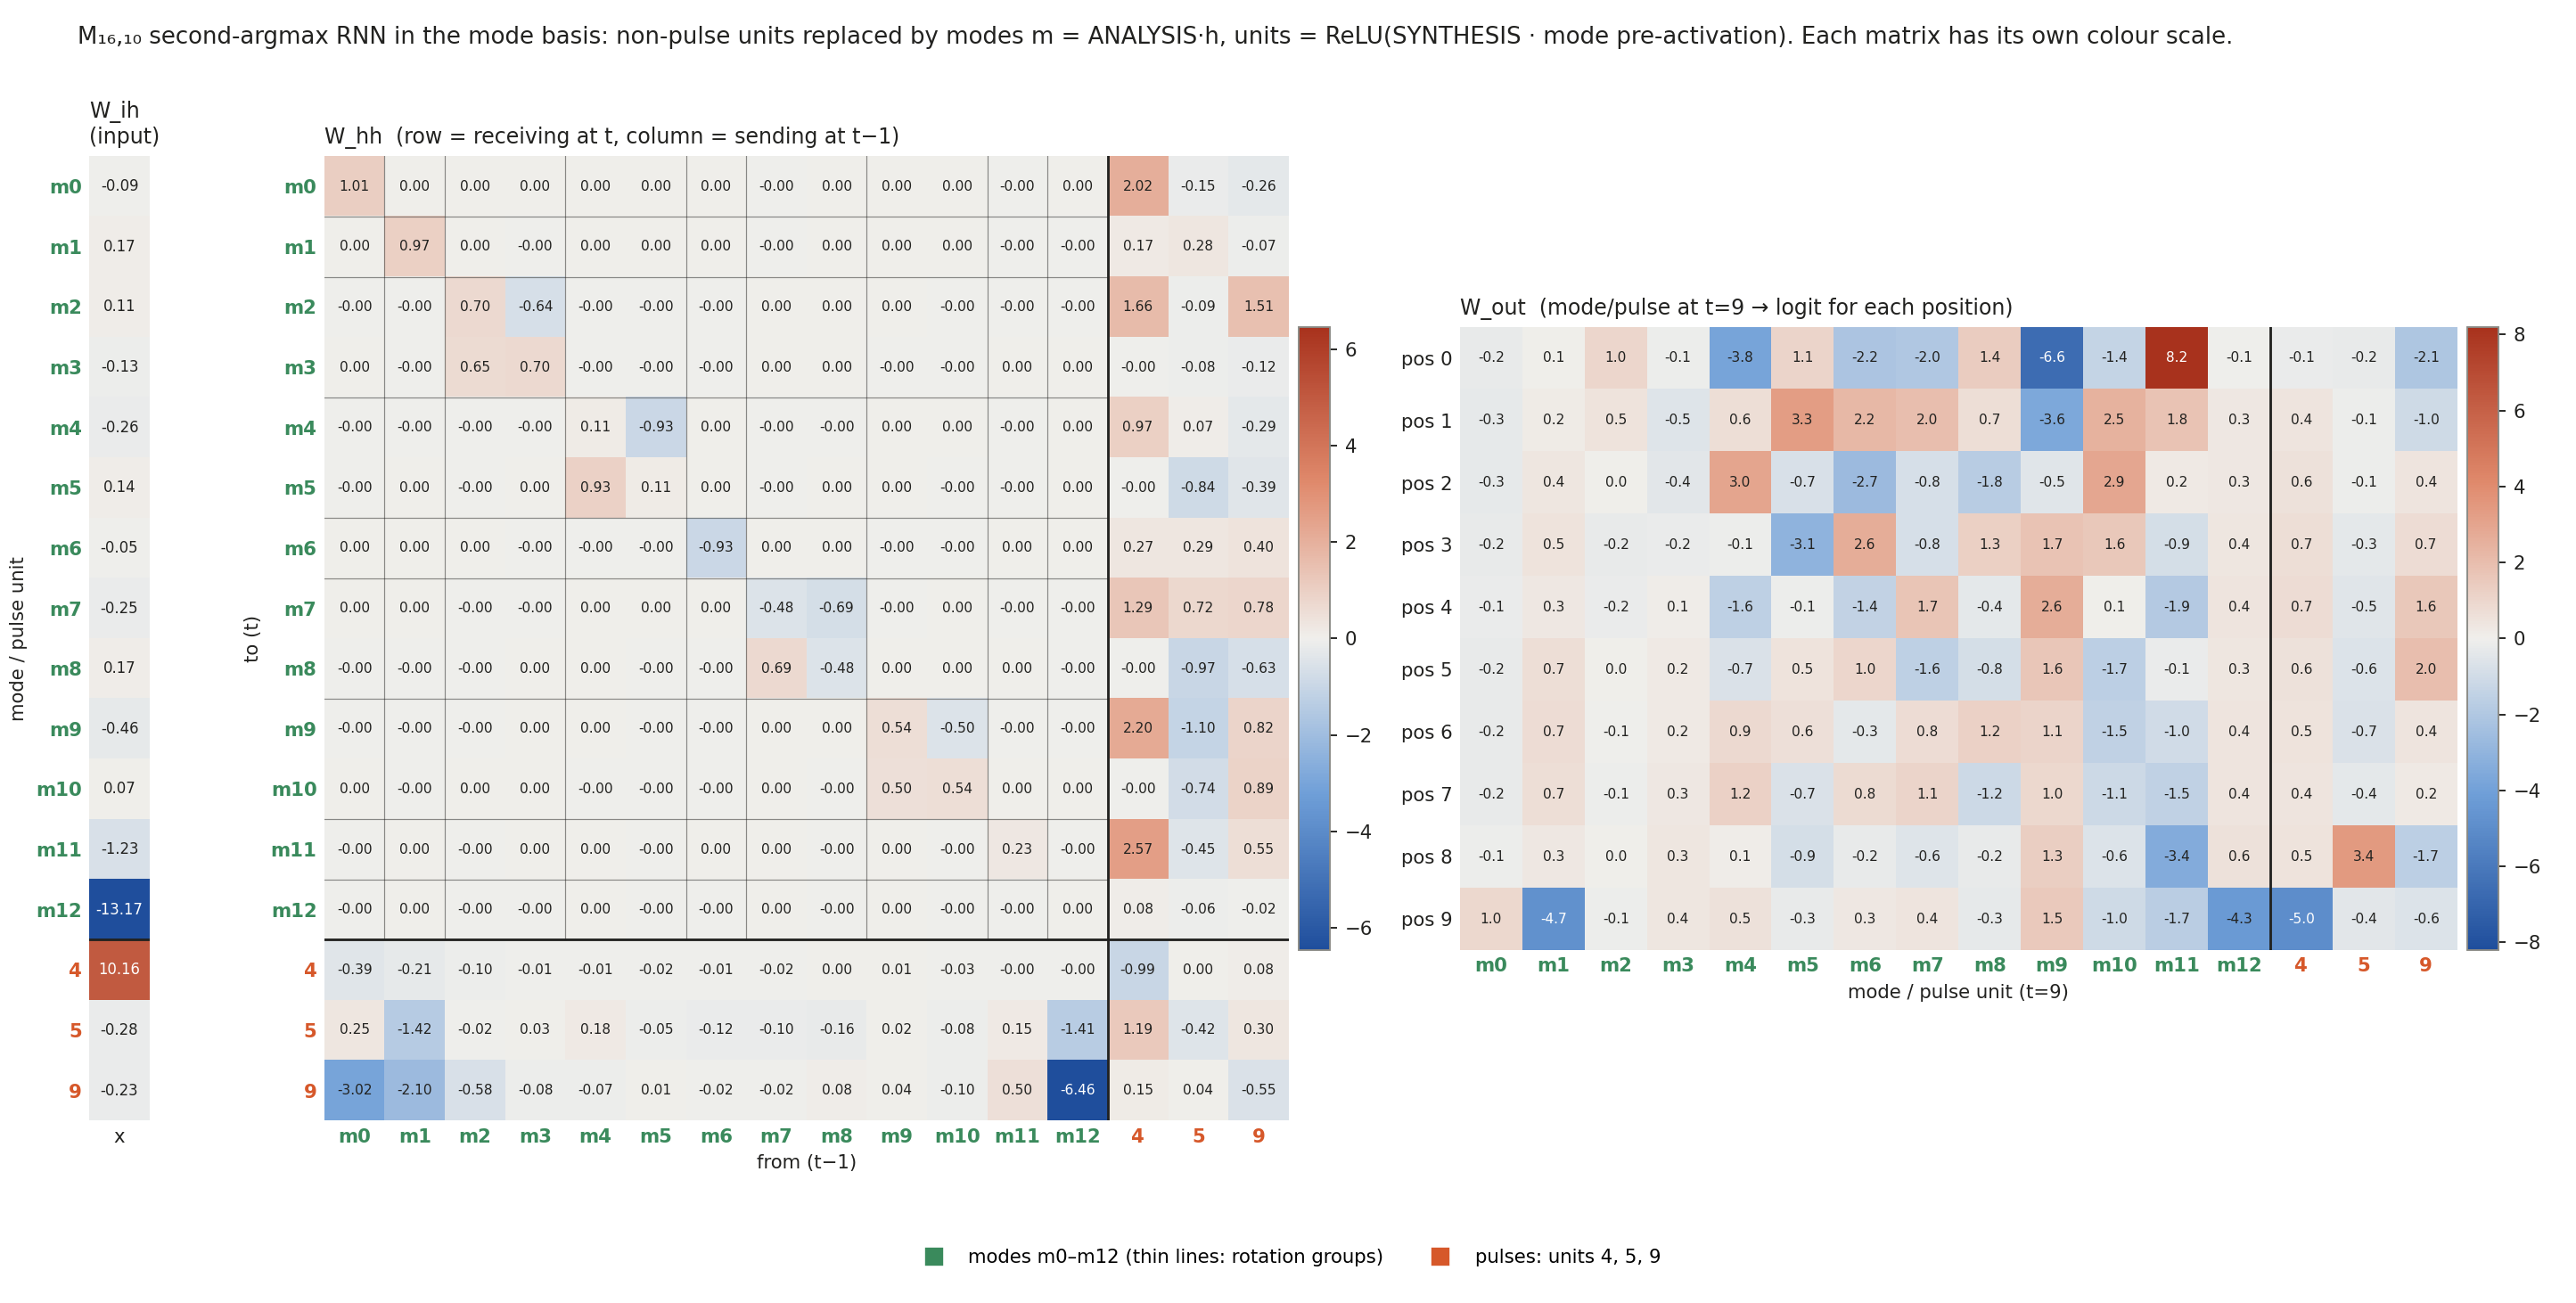 M₁₆,₁₀ second-argmax RNN in the mode basis: non-pulse units replaced by modes m = ANALYSIS·h, units = ReLU(SYNTHESIS · mode pre-activation). Each matrix has its own colour scale.
W_ih
(input)
m0 -0.09
m1 0.17
m2 0.11
m3 -0.13
m4 -0.26
m5 0.14
m6 -0.05
m7 -0.25
m8 0.17
m9 -0.46
m10 0.07
m11 -1.23
m12 -13.17
4 10.16
5 -0.28
9 -0.23
x
mode / pulse unit
W_hh (row = receiving at t, column = sending at t−1)
m0 1.01 0.00 0.00 0.00 0.00 0.00 0.00 -0.00 0.00 0.00 0.00 -0.00 0.00 2.02 -0.15 -0.26
m1 0.00 0.97 0.00 -0.00 0.00 0.00 0.00 -0.00 0.00 0.00 0.00 -0.00 -0.00 0.17 0.28 -0.07
m2 -0.00 -0.00 0.70 -0.64 -0.00 -0.00 -0.00 0.00 0.00 0.00 -0.00 -0.00 -0.00 1.66 -0.09 1.51
m3 0.00 -0.00 0.65 0.70 -0.00 -0.00 -0.00 0.00 0.00 -0.00 -0.00 0.00 0.00 -0.00 -0.08 -0.12
m4 -0.00 -0.00 -0.00 -0.00 0.11 -0.93 0.00 -0.00 -0.00 0.00 0.00 -0.00 0.00 0.97 0.07 -0.29
m5 -0.00 0.00 -0.00 0.00 0.93 0.11 0.00 -0.00 0.00 0.00 -0.00 0.00 0.00 -0.00 -0.84 -0.39
m6 0.00 0.00 0.00 -0.00 -0.00 -0.00 -0.93 0.00 0.00 -0.00 -0.00 0.00 0.00 0.27 0.29 0.40
m7 0.00 0.00 -0.00 -0.00 0.00 0.00 0.00 -0.48 -0.69 -0.00 0.00 -0.00 -0.00 1.29 0.72 0.78
m8 -0.00 -0.00 -0.00 0.00 0.00 -0.00 -0.00 0.69 -0.48 0.00 0.00 0.00 -0.00 -0.00 -0.97 -0.63
m9 -0.00 -0.00 0.00 -0.00 -0.00 -0.00 -0.00 0.00 0.00 0.54 -0.50 -0.00 -0.00 2.20 -1.10 0.82
m10 0.00 -0.00 0.00 0.00 -0.00 -0.00 -0.00 0.00 -0.00 0.50 0.54 0.00 0.00 -0.00 -0.74 0.89
m11 -0.00 0.00 -0.00 0.00 -0.00 0.00 -0.00 0.00 -0.00 0.00 -0.00 0.23 -0.00 2.57 -0.45 0.55
m12 -0.00 0.00 -0.00 -0.00 0.00 -0.00 -0.00 -0.00 -0.00 0.00 -0.00 -0.00 0.00 0.08 -0.06 -0.02
4 -0.39 -0.21 -0.10 -0.01 -0.01 -0.02 -0.01 -0.02 0.00 0.01 -0.03 -0.00 -0.00 -0.99 0.00 0.08
5 0.25 -1.42 -0.02 0.03 0.18 -0.05 -0.12 -0.10 -0.16 0.02 -0.08 0.15 -1.41 1.19 -0.42 0.30
9 -3.02 -2.10 -0.58 -0.08 -0.07 0.01 -0.02 -0.02 0.08 0.04 -0.10 0.50 -6.46 0.15 0.04 -0.55
m0 m1 m2 m3 m4 m5 m6 m7 m8 m9 m10 m11 m12 4 5 9
from (t−1)
to (t)
6
4
2
0
−2
−4
−6
W_out (mode/pulse at t=9 → logit for each position)
pos 0 -0.2 0.1 1.0 -0.1 -3.8 1.1 -2.2 -2.0 1.4 -6.6 -1.4 8.2 -0.1 -0.1 -0.2 -2.1
pos 1 -0.3 0.2 0.5 -0.5 0.6 3.3 2.2 2.0 0.7 -3.6 2.5 1.8 0.3 0.4 -0.1 -1.0
pos 2 -0.3 0.4 0.0 -0.4 3.0 -0.7 -2.7 -0.8 -1.8 -0.5 2.9 0.2 0.3 0.6 -0.1 0.4
pos 3 -0.2 0.5 -0.2 -0.2 -0.1 -3.1 2.6 -0.8 1.3 1.7 1.6 -0.9 0.4 0.7 -0.3 0.7
pos 4 -0.1 0.3 -0.2 0.1 -1.6 -0.1 -1.4 1.7 -0.4 2.6 0.1 -1.9 0.4 0.7 -0.5 1.6
pos 5 -0.2 0.7 0.0 0.2 -0.7 0.5 1.0 -1.6 -0.8 1.6 -1.7 -0.1 0.3 0.6 -0.6 2.0
pos 6 -0.2 0.7 -0.1 0.2 0.9 0.6 -0.3 0.8 1.2 1.1 -1.5 -1.0 0.4 0.5 -0.7 0.4
pos 7 -0.2 0.7 -0.1 0.3 1.2 -0.7 0.8 1.1 -1.2 1.0 -1.1 -1.5 0.4 0.4 -0.4 0.2
pos 8 -0.1 0.3 0.0 0.3 0.1 -0.9 -0.2 -0.6 -0.2 1.3 -0.6 -3.4 0.6 0.5 3.4 -1.7
pos 9 1.0 -4.7 -0.1 0.4 0.5 -0.3 0.3 0.4 -0.3 1.5 -1.0 -1.7 -4.3 -5.0 -0.4 -0.6
m0 m1 m2 m3 m4 m5 m6 m7 m8 m9 m10 m11 m12 4 5 9
mode / pulse unit (t=9)
8
6
4
2
0
−2
−4
−6
−8
modes m0–m12 (thin lines: rotation groups)
pulses: units 4, 5, 9